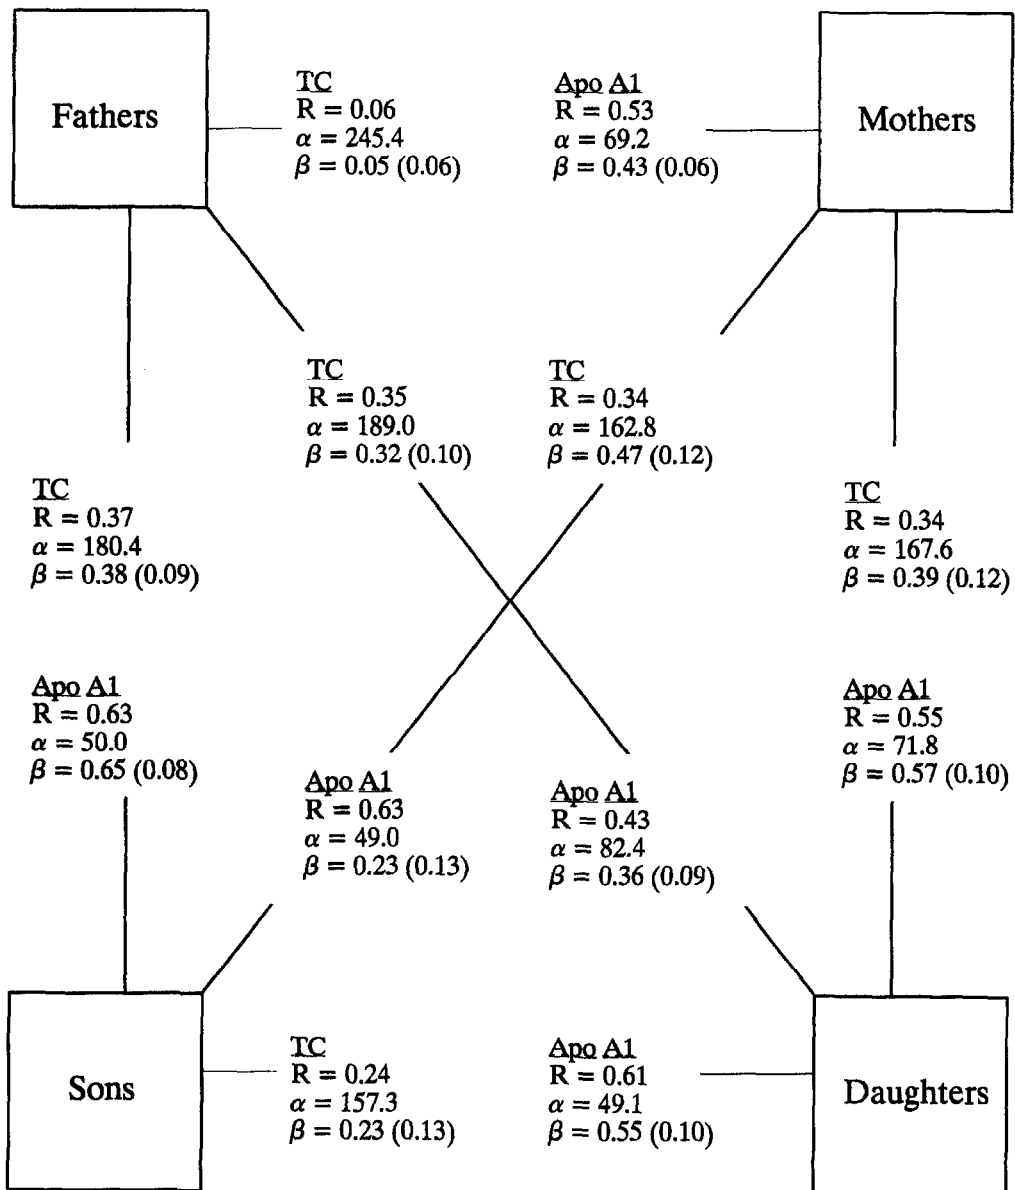 Fathers
TC
R = 0.06
α = 245.4
β = 0.05 (0.06)
Apo A1
R = 0.53
α = 69.2
β = 0.43 (0.06)
Mothers
TC
R = 0.35
α = 189.0
β = 0.32 (0.10)
TC
R = 0.34
α = 162.8
β = 0.47 (0.12)
TC
R = 0.37
α = 180.4
β = 0.38 (0.09)
TC
R = 0.34
α = 167.6
β = 0.39 (0.12)
Apo A1
R = 0.63
α = 50.0
β = 0.65 (0.08)
Apo A1
R = 0.55
α = 71.8
β = 0.57 (0.10)
Apo A1
R = 0.63
α = 49.0
β = 0.23 (0.13)
Apo A1
R = 0.43
α = 82.4
β = 0.36 (0.09)
Sons
TC
R = 0.24
α = 157.3
β = 0.23 (0.13)
Apo A1
R = 0.61
α = 49.1
β = 0.55 (0.10)
Daughters